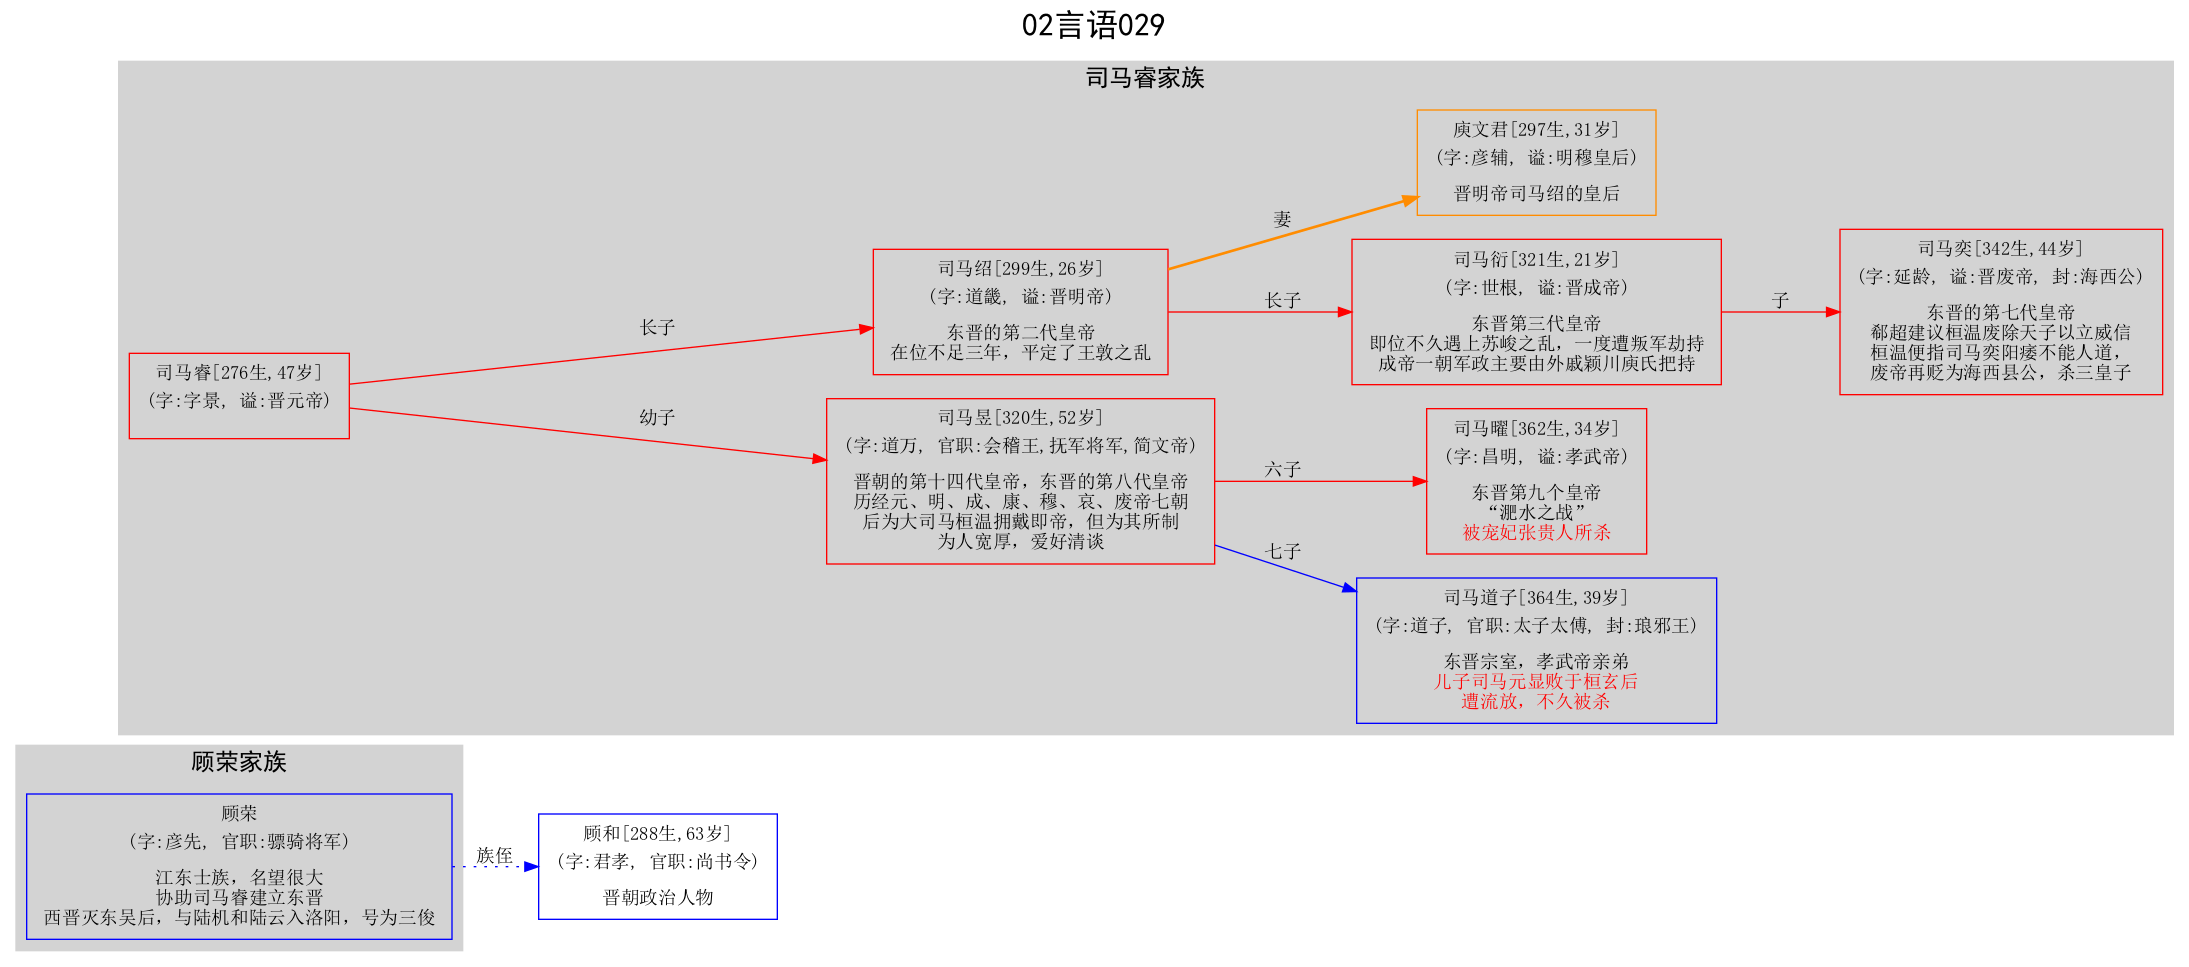 02言语029
司马睿家族
庾文君[297生,31岁]
(字:彦辅, 谥:明穆皇后)
晋明帝司马绍的皇后
妻
司马绍[299生,26岁]
(字:道畿, 谥:晋明帝)
东晋的第二代皇帝
在位不足三年，平定了王敦之乱
长子
司马衍[321生,21岁]
(字:世根, 谥:晋成帝)
东晋第三代皇帝
即位不久遇上苏峻之乱，一度遭叛军劫持
成帝一朝军政主要由外戚颍川庾氏把持
子
司马奕[342生,44岁]
(字:延龄, 谥:晋废帝, 封:海西公)
东晋的第七代皇帝
郗超建议桓温废除天子以立威信
桓温便指司马奕阳痿不能人道，
废帝再贬为海西县公，杀三皇子
长子
司马睿[276生,47岁]
(字:字景, 谥:晋元帝)
幼子
司马昱[320生,52岁]
(字:道万, 官职:会稽王,抚军将军,简文帝)
晋朝的第十四代皇帝，东晋的第八代皇帝
历经元、明、成、康、穆、哀、废帝七朝
后为大司马桓温拥戴即帝，但为其所制
为人宽厚，爱好清谈
六子
司马曜[362生,34岁]
(字:昌明, 谥:孝武帝)
东晋第九个皇帝
“淝水之战”
被宠妃张贵人所杀
七子
司马道子[364生,39岁]
(字:道子, 官职:太子太傅, 封:琅邪王)
东晋宗室，孝武帝亲弟
儿子司马元显败于桓玄后
遭流放，不久被杀
顾荣家族
顾荣
(字:彦先, 官职:骠骑将军)
江东士族，名望很大
协助司马睿建立东晋
西晋灭东吴后，与陆机和陆云入洛阳，号为三俊
族侄
顾和[288生,63岁]
(字:君孝, 官职:尚书令)
晋朝政治人物